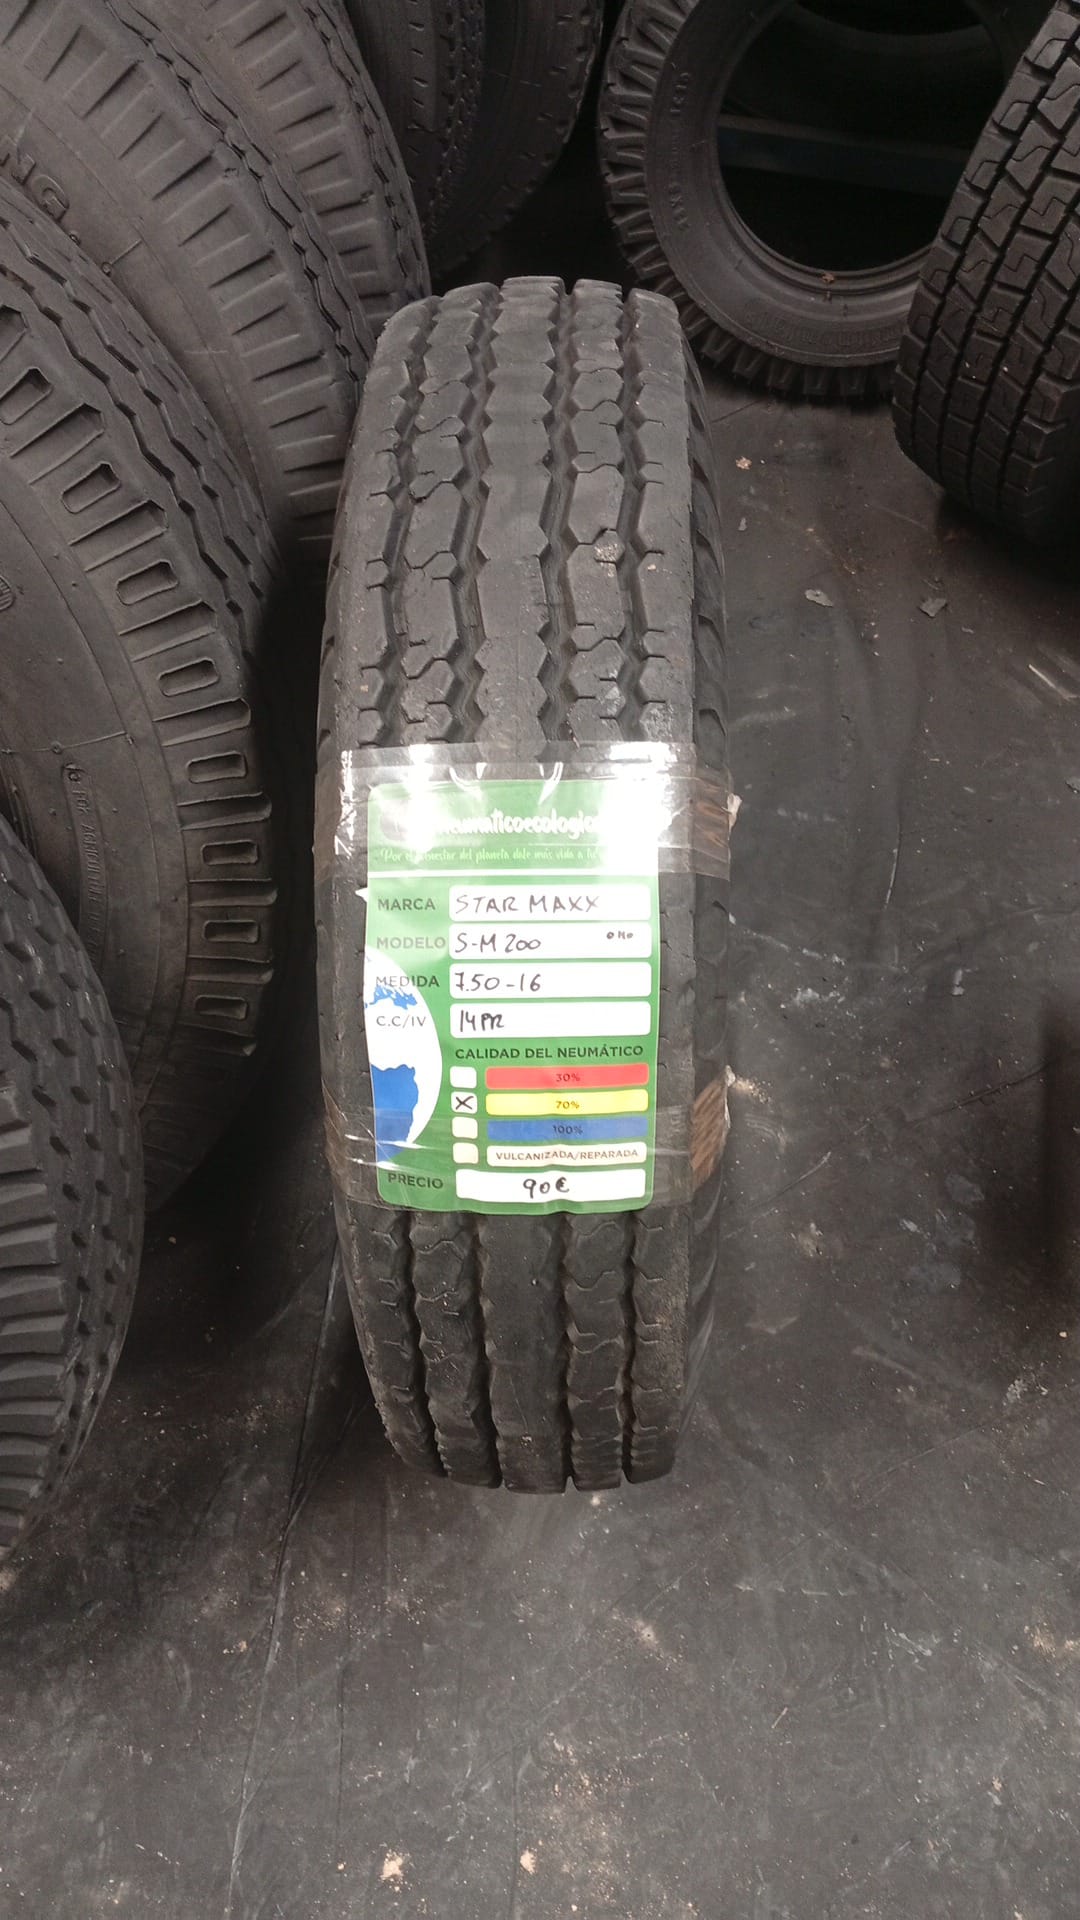 neumaticoecologico
Por el bienestar del planeta dale más vida a tu
MARCA STAR MAXX
MODELO S-M 200
MEDIDA 7.50-16
C.C/IV 14PR
CALIDAD DEL NEUMÁTICO
30%
X 70%
100%
VULCANIZADA/REPARADA
PRECIO 90€